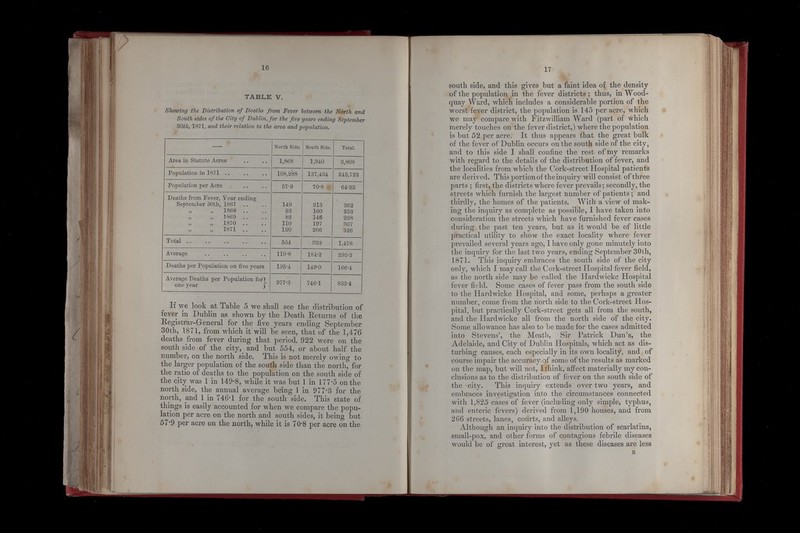 16
TABLE V.
Showing the Distribution of Deaths from Fever between the North and
South sides of the City of Dublin, for the five years ending September
30th, 1871, and their relation to the area and population.
—— North Side. South Side. Total.
Area in Statute Acres .. .. 1,868 1,940 3,808
Population in 1871 .. .. .. 108,288 137,434 245,722
Population per Acre .. .. 57·9 70·8
Deaths from Fever, Year ending
September 30th, 1867 .. .. 149 213 362
„ „ 1868 .. .. 93 160 253
„ „ 1869 .. .. 82 146 228
„ „ 1870 .. .. 110 197 307
„ „ 1871 .. .. 120 206 326
Total .. .. .. .. .. 554 922 1,476
Average .. .. .. .. 110·8 295·2
Deaths per Population on five years 195·4 149·0 166·4
Average Deaths per Population for
one year } 977·3 746·1 832·4
If we look at Table 5 we shall see the distribution of
fever in Dublin as shown by the Death Returns of the
Registrar-General for the five years ending September
30th, 1871, from which it will be seen, that of the 1,476
deaths from fever during that period, 922 were on the
south side of the city, and but 554, or about half the
number, on the north side. This is not merely owing to
the larger population of the south side than the north, for
the ratio of deaths to the population on the south side of
the city was 1 in 149·8, while it was but 1 in 177·5 on the
north side, the annual average being 1 in 977·3 for the
north, and 1 in 746·1 for the south side. This state of
things is easily accounted for when we compare the popu-
lation per acre on the north and south sides, it being but
57·9 per acre on the north, while it is 70·8 per acre on the
17
south side, and this gives but a faint idea of the density
of the population in the fever districts; thus, in Wood-
quay Ward, which includes a considerable portion of the
worst fever district, the population is 145 per acre, which
we may compare with Fitzwilliam Ward (part of which
merely touches on the fever district,) where the population
is but 52 per acre. It thus appears that the great bulk
of the fever of Dublin occurs on the south side of the city,
and to this side I shall confine the rest of my remarks
with regard to the details of the distribution of fever, and
the localities from which the Cork-street Hospital patients
are derived. This portion of the inquiry will consist of three
parts; first, the districts where fever prevails; secondly, the
streets which furnish the largest number of patients; and
thirdly, the homes of the patients. With a view of mak-
ing the inquiry as complete as possible, I have taken into
consideration the streets which have furnished fever cases
during the past ten years, but as it would be of little
practical utility to show the exact locality where fever
prevailed several years ago, I have only gone minutely into
the inquiry for the last two years, ending September 30th,
1871. This inquiry embraces the south side of the city
only, which I may call the Cork-street Hospital fever field,
as the north side may be called the Hardwicke Hospital
fever field. Some cases of fever pass from the south side
to the Hardwicke Hospital, and some, perhaps a greater
number, come from the north side to the Cork-street Hos-
pital, but practically Cork-street gets all from the south,
and the Hardwicke all from the north side of the city.
Some allowance has also to be made for the cases admitted
into Stevens', the Meath, Sir Patrick Dun's, the
Adelaide, and City of Dublin Hospitals, which act as dis-
turbing causes, each especially in its own locality, and of
course impair the accuracy of some of the results as marked
on the map, but will not, I think, affect materially my con-
clusions as to the distribution of fever on the south side of
the city. This inquiry extends over two years, and
embraces investigation into the circumstances connected
with 1,825 cases of fever (including only simple, typhus,
and enteric fevers) derived from 1,190 houses, and from
266 streets, lanes, courts, and alleys.
Although an inquiry into the distribution of scarlatina,
small-pox, and other forms of contagious febrile diseases
would be of great interest, yet as these diseases are less
B